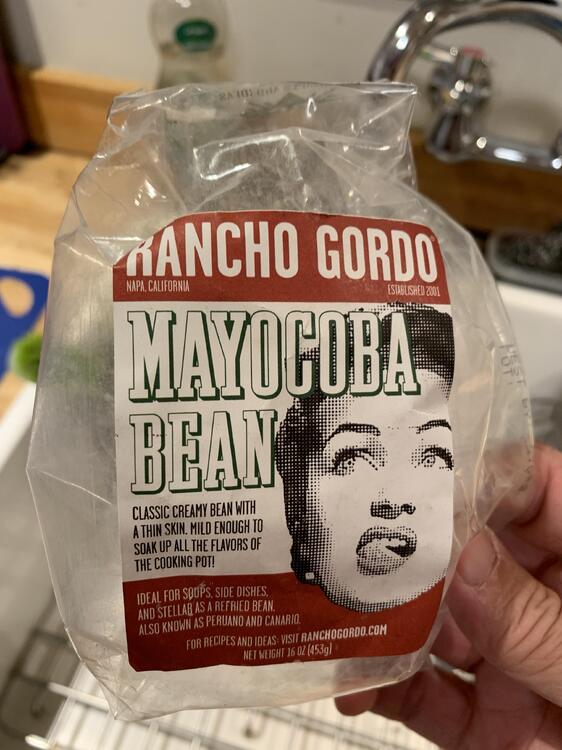 RANCHO GORDO
NAPA, CALIFORNIA
ESTABLISHED 2001
MAYOCOBA
BEAN
CLASSIC CREAMY BEAN WITH
A THIN SKIN. MILD ENOUGH TO
SOAK UP ALL THE FLAVORS OF
THE COOKING POT!
IDEAL FOR SOUPS, SIDE DISHES,
AND STELLAR AS A REFRIED BEAN.
ALSO KNOWN AS PERUANO AND CANARIO.
FOR RECIPES AND IDEAS: VISIT RANCHOGORDO.COM
NET WEIGHT 16 OZ (453g)